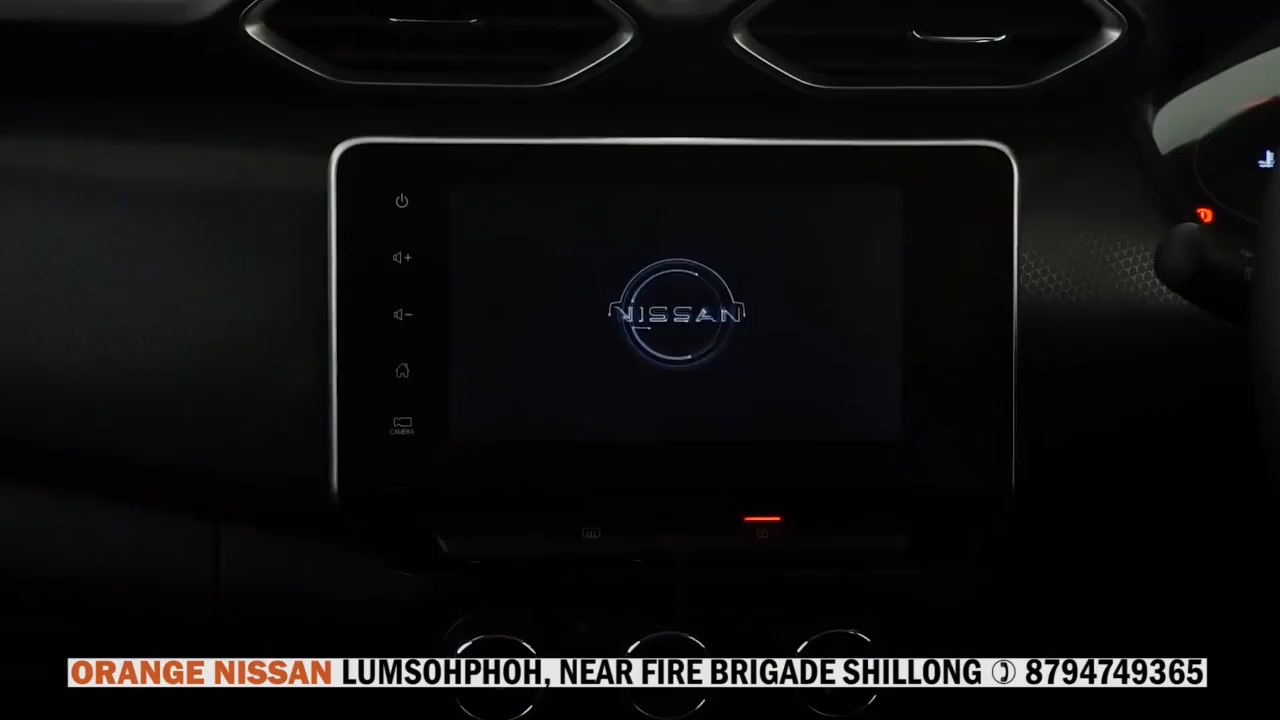 NISSAN
CAMERA
ORANGE NISSAN LUMSOHPHOH, NEAR FIRE BRIGADE SHILLONG ✆ 8794749365